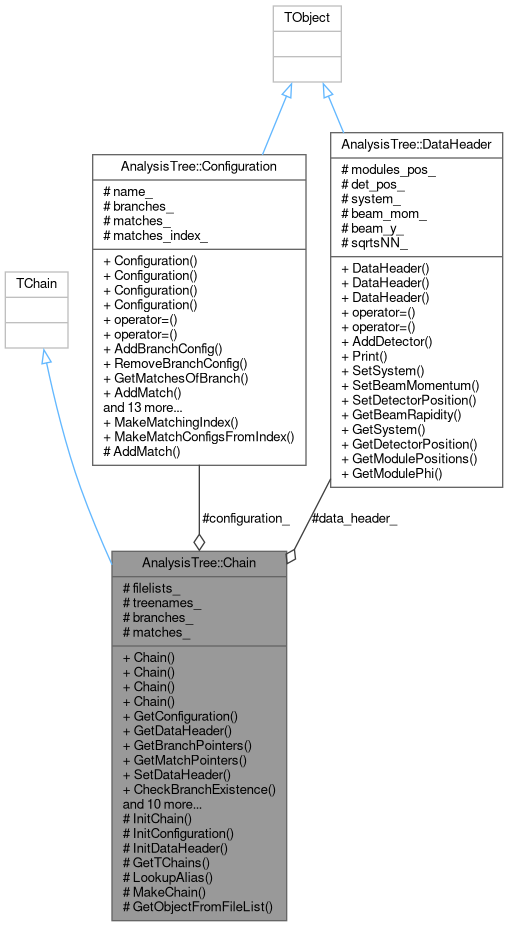 TObject
AnalysisTree::Configuration
# name_
# branches_
# matches_
# matches_index_
+ Configuration()
+ Configuration()
+ Configuration()
+ Configuration()
+ operator=()
+ operator=()
+ AddBranchConfig()
+ RemoveBranchConfig()
+ GetMatchesOfBranch()
+ AddMatch()
and 13 more...
+ MakeMatchingIndex()
+ MakeMatchConfigsFromIndex()
# AddMatch()
AnalysisTree::DataHeader
# modules_pos_
# det_pos_
# system_
# beam_mom_
# beam_y_
# sqrtsNN_
+ DataHeader()
+ DataHeader()
+ DataHeader()
+ operator=()
+ operator=()
+ AddDetector()
+ Print()
+ SetSystem()
+ SetBeamMomentum()
+ SetDetectorPosition()
+ GetBeamRapidity()
+ GetSystem()
+ GetDetectorPosition()
+ GetModulePositions()
+ GetModulePhi()
TChain
#configuration_
#data_header_
AnalysisTree::Chain
# filelists_
# treenames_
# branches_
# matches_
+ Chain()
+ Chain()
+ Chain()
+ Chain()
+ GetConfiguration()
+ GetDataHeader()
+ GetBranchPointers()
+ GetMatchPointers()
+ SetDataHeader()
+ CheckBranchExistence()
and 10 more...
# InitChain()
# InitConfiguration()
# InitDataHeader()
# GetTChains()
# LookupAlias()
# MakeChain()
# GetObjectFromFileList()